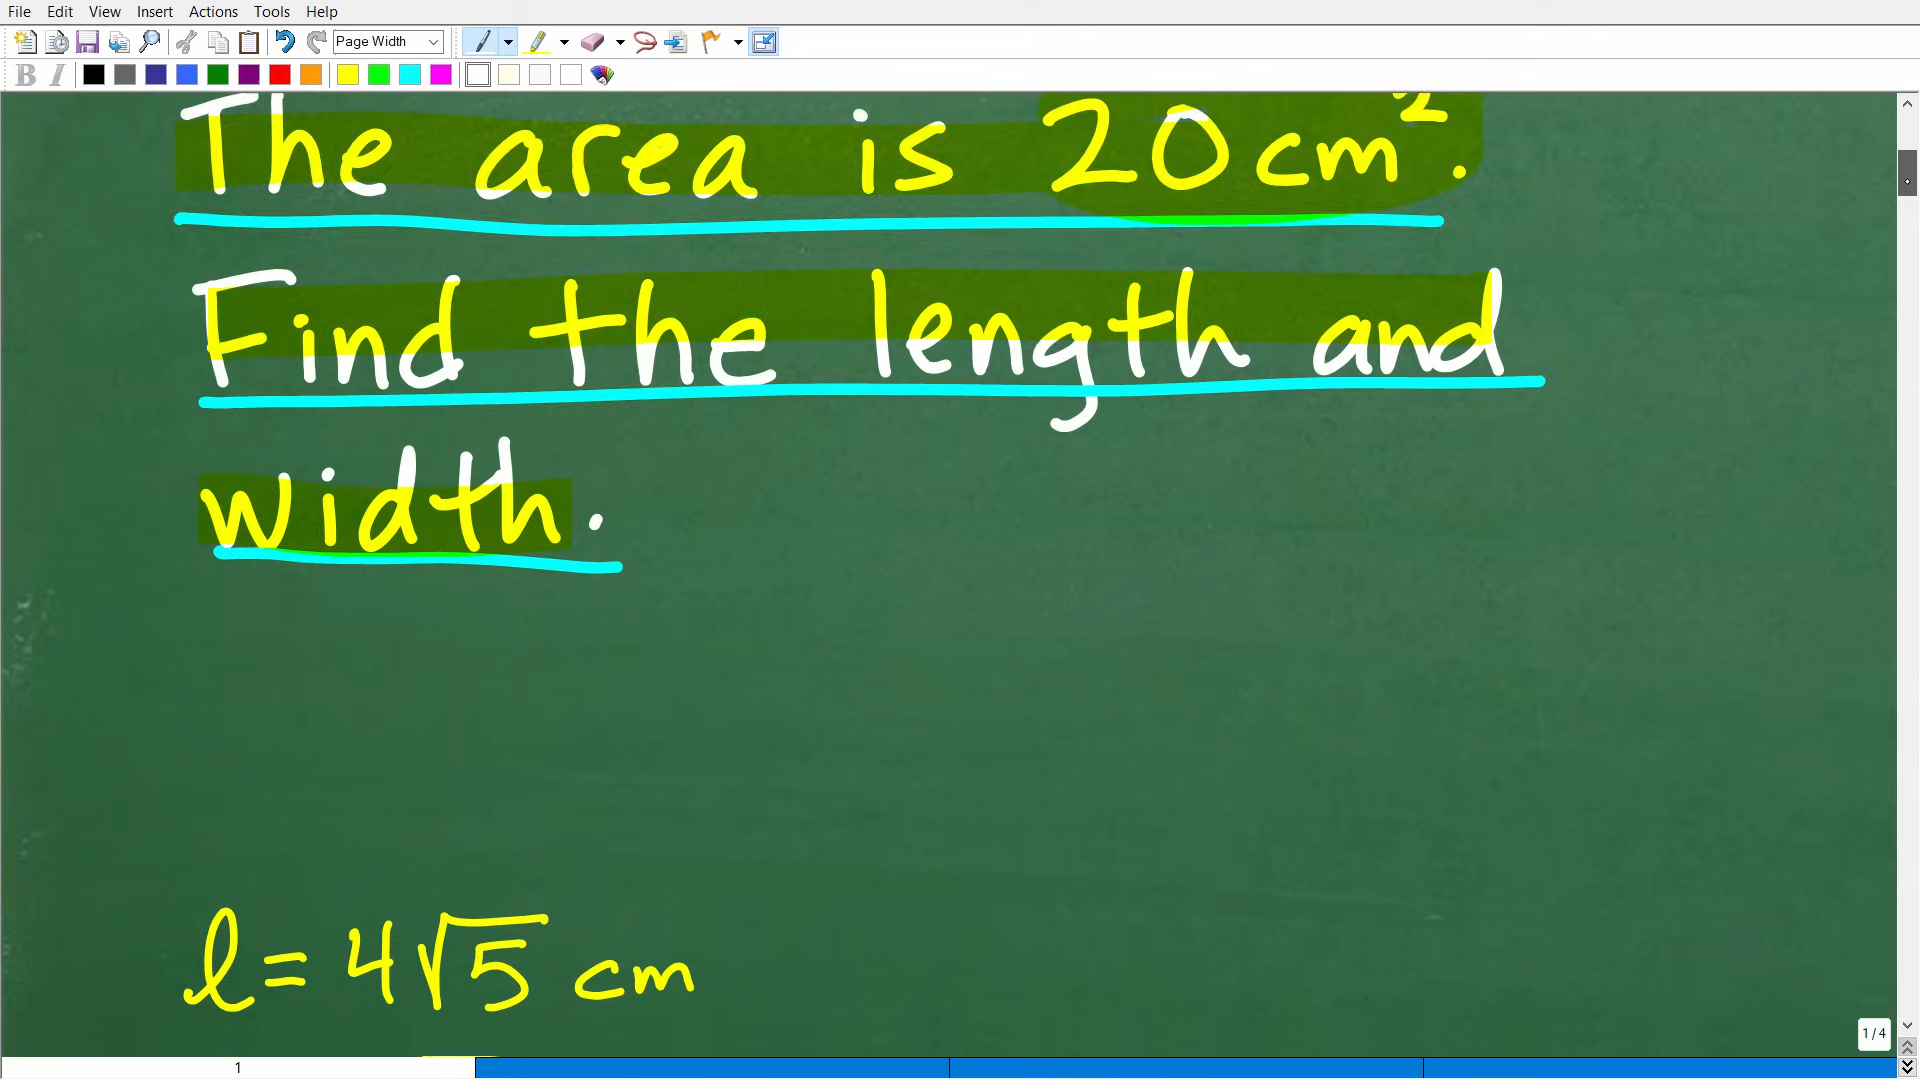 File Edit View Insert Actions Tools Help
Page Width
B I
The area is 20cm².
Find the length and
width.
l = 4√5 cm
1 / 4
1